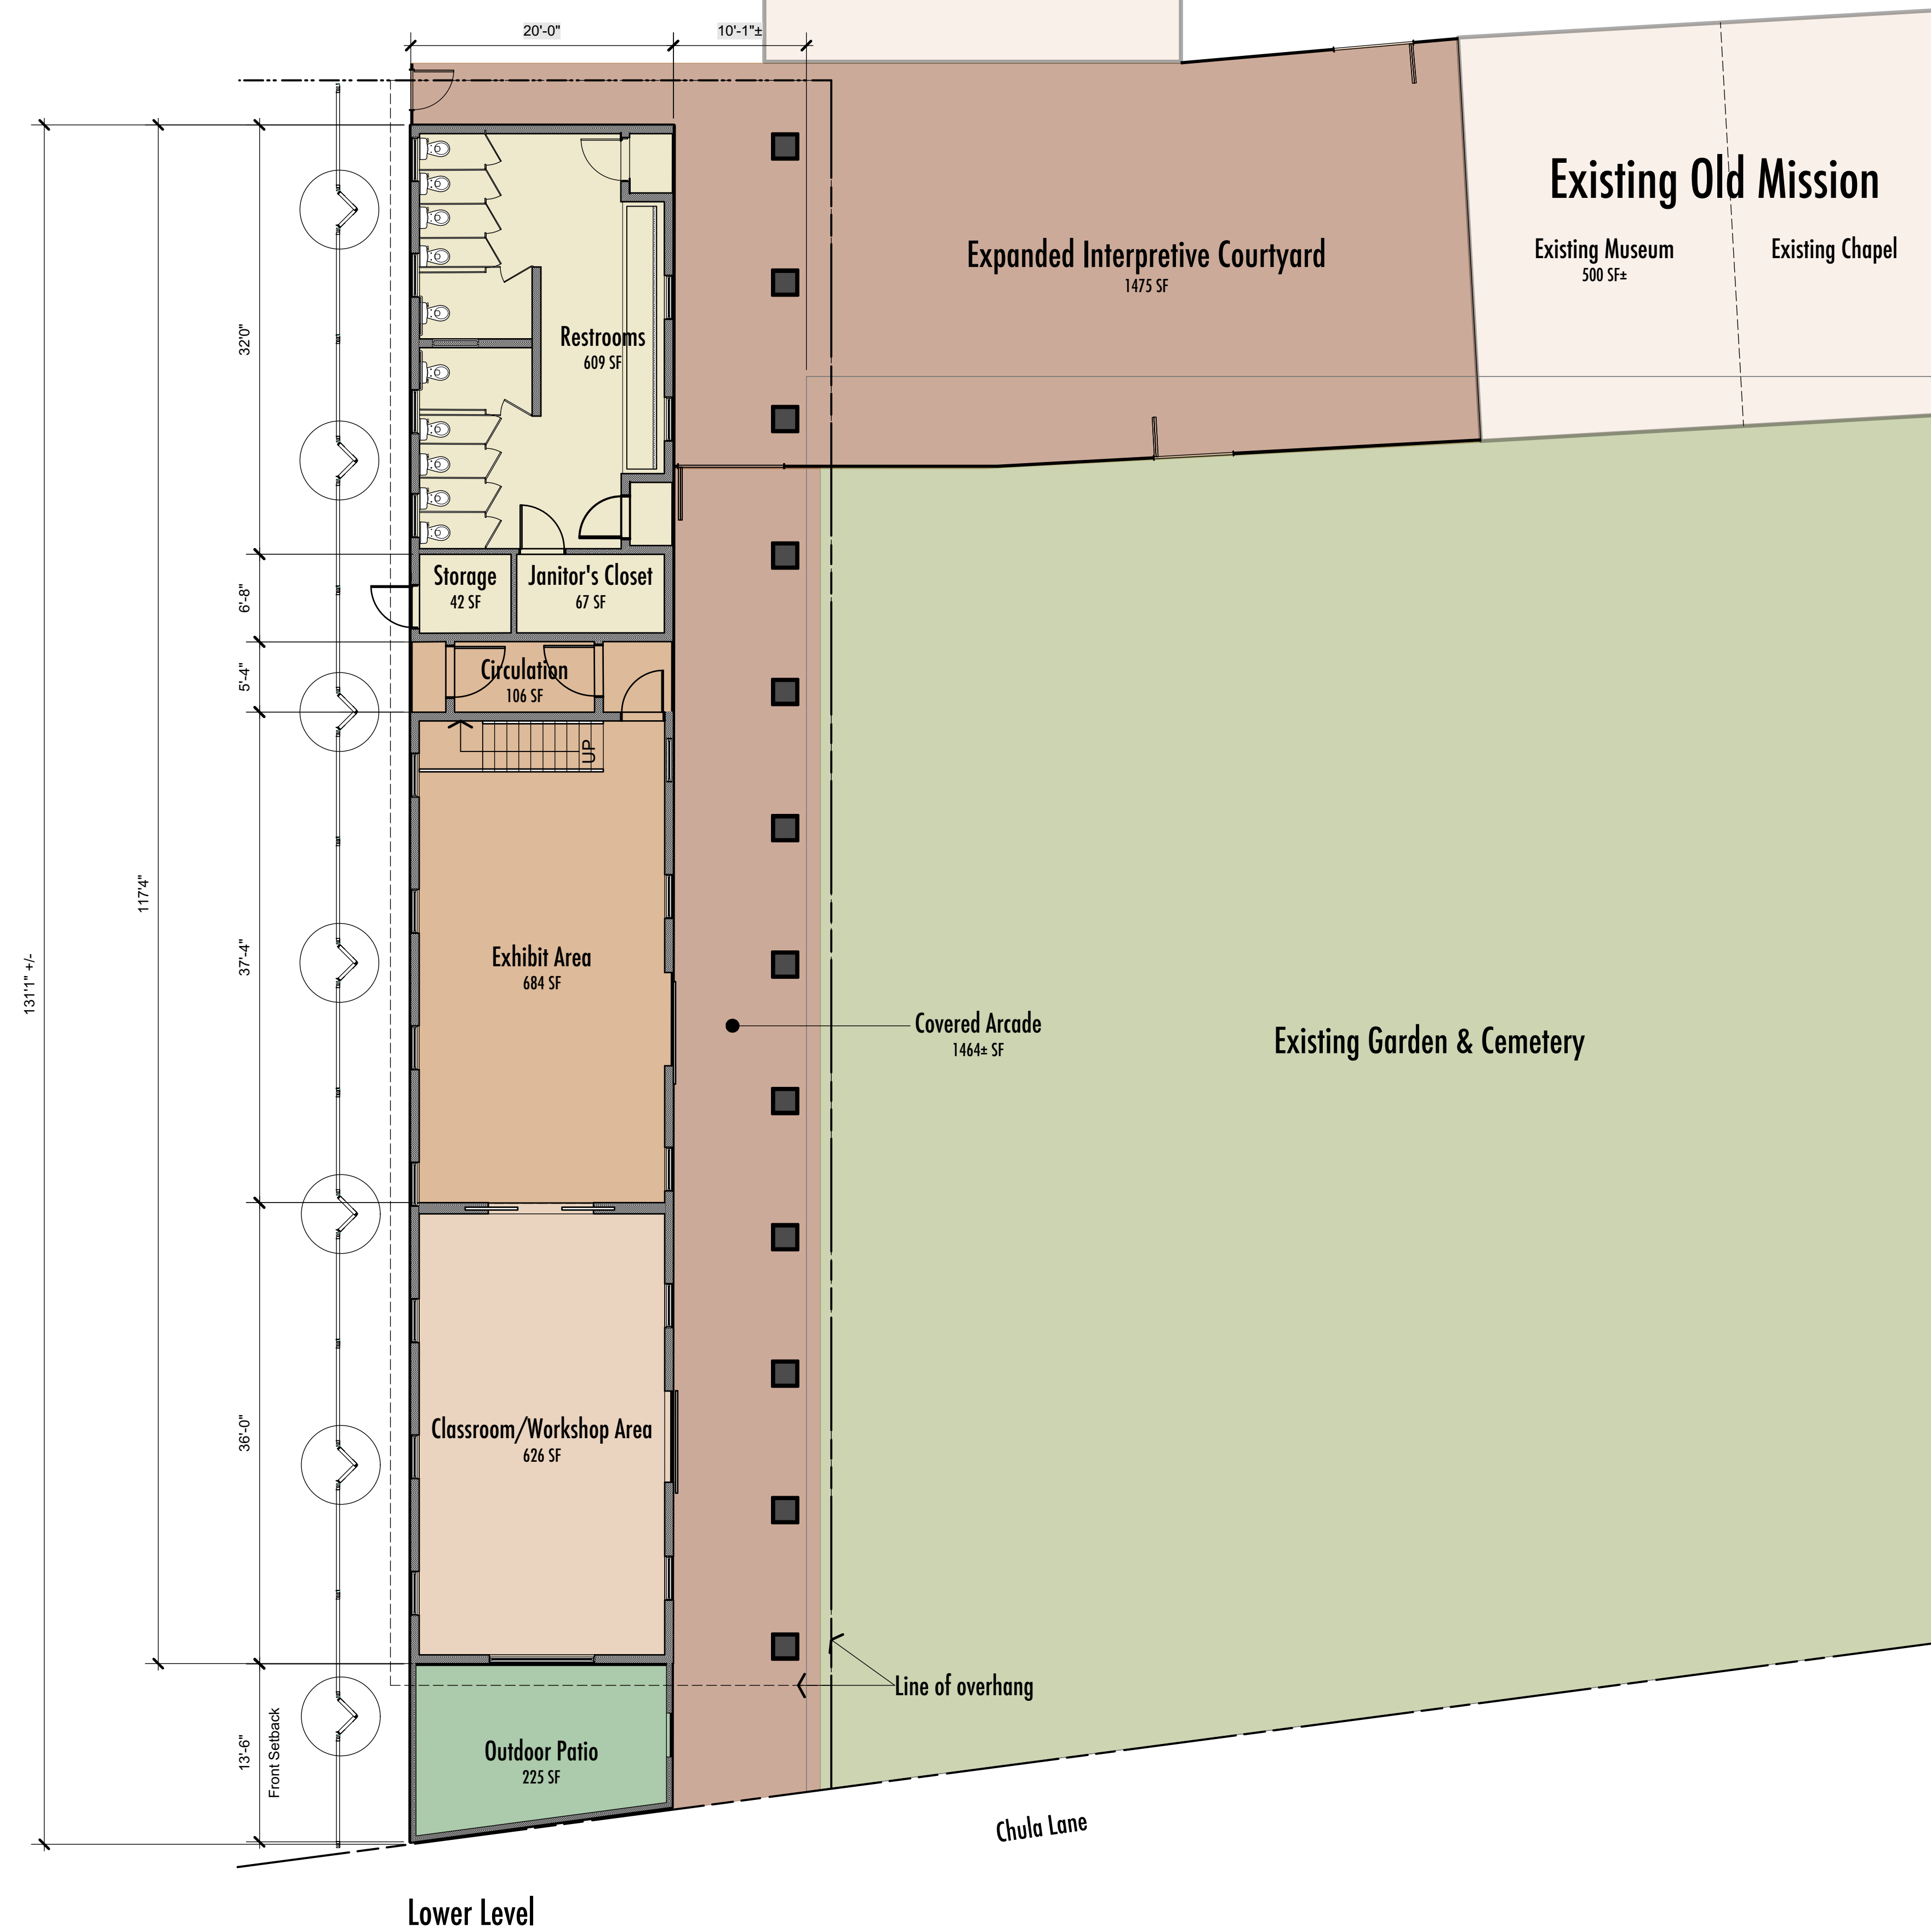 20'-0"
10'-1"±
Existing Old Mission
Existing Museum
500 SF±
Existing Chapel
Expanded Interpretive Courtyard
1475 SF
Restrooms
609 SF
32'0"
Storage
42 SF
Janitor's Closet
67 SF
6'-8"
Circulation
106 SF
5'-4"
UP
117'4"
131'1" +/-
37'-4"
Exhibit Area
684 SF
Covered Arcade
1464± SF
Existing Garden & Cemetery
36'-0"
Classroom/Workshop Area
626 SF
Line of overhang
13'-6"
Front Setback
Outdoor Patio
225 SF
Chula Lane
Lower Level